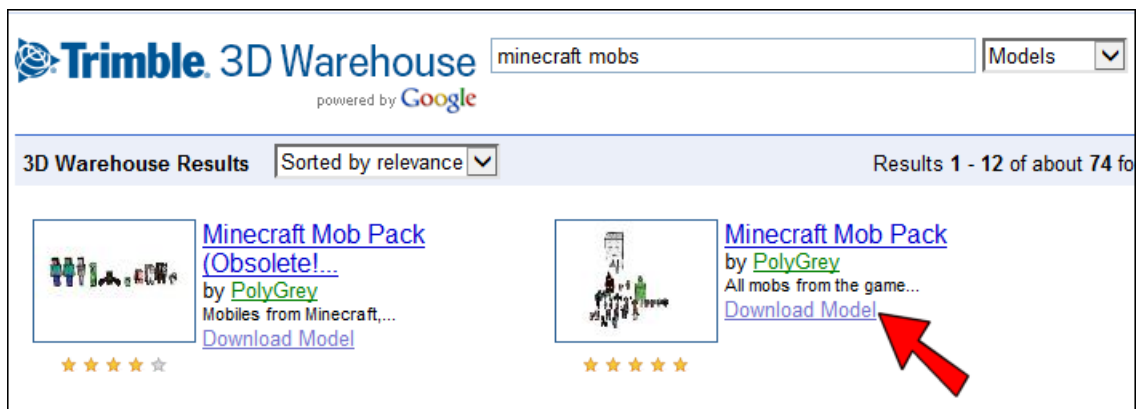 Trimble. 3D Warehouse
minecraft mobs
Models
powered by Google
3D Warehouse Results
Sorted by relevance
Results 1 - 12 of about 74 fo
Minecraft Mob Pack
(Obsolete!...
by PolyGrey
Mobiles from Minecraft,...
Download Model
Minecraft Mob Pack
by PolyGrey
All mobs from the game...
Download Model